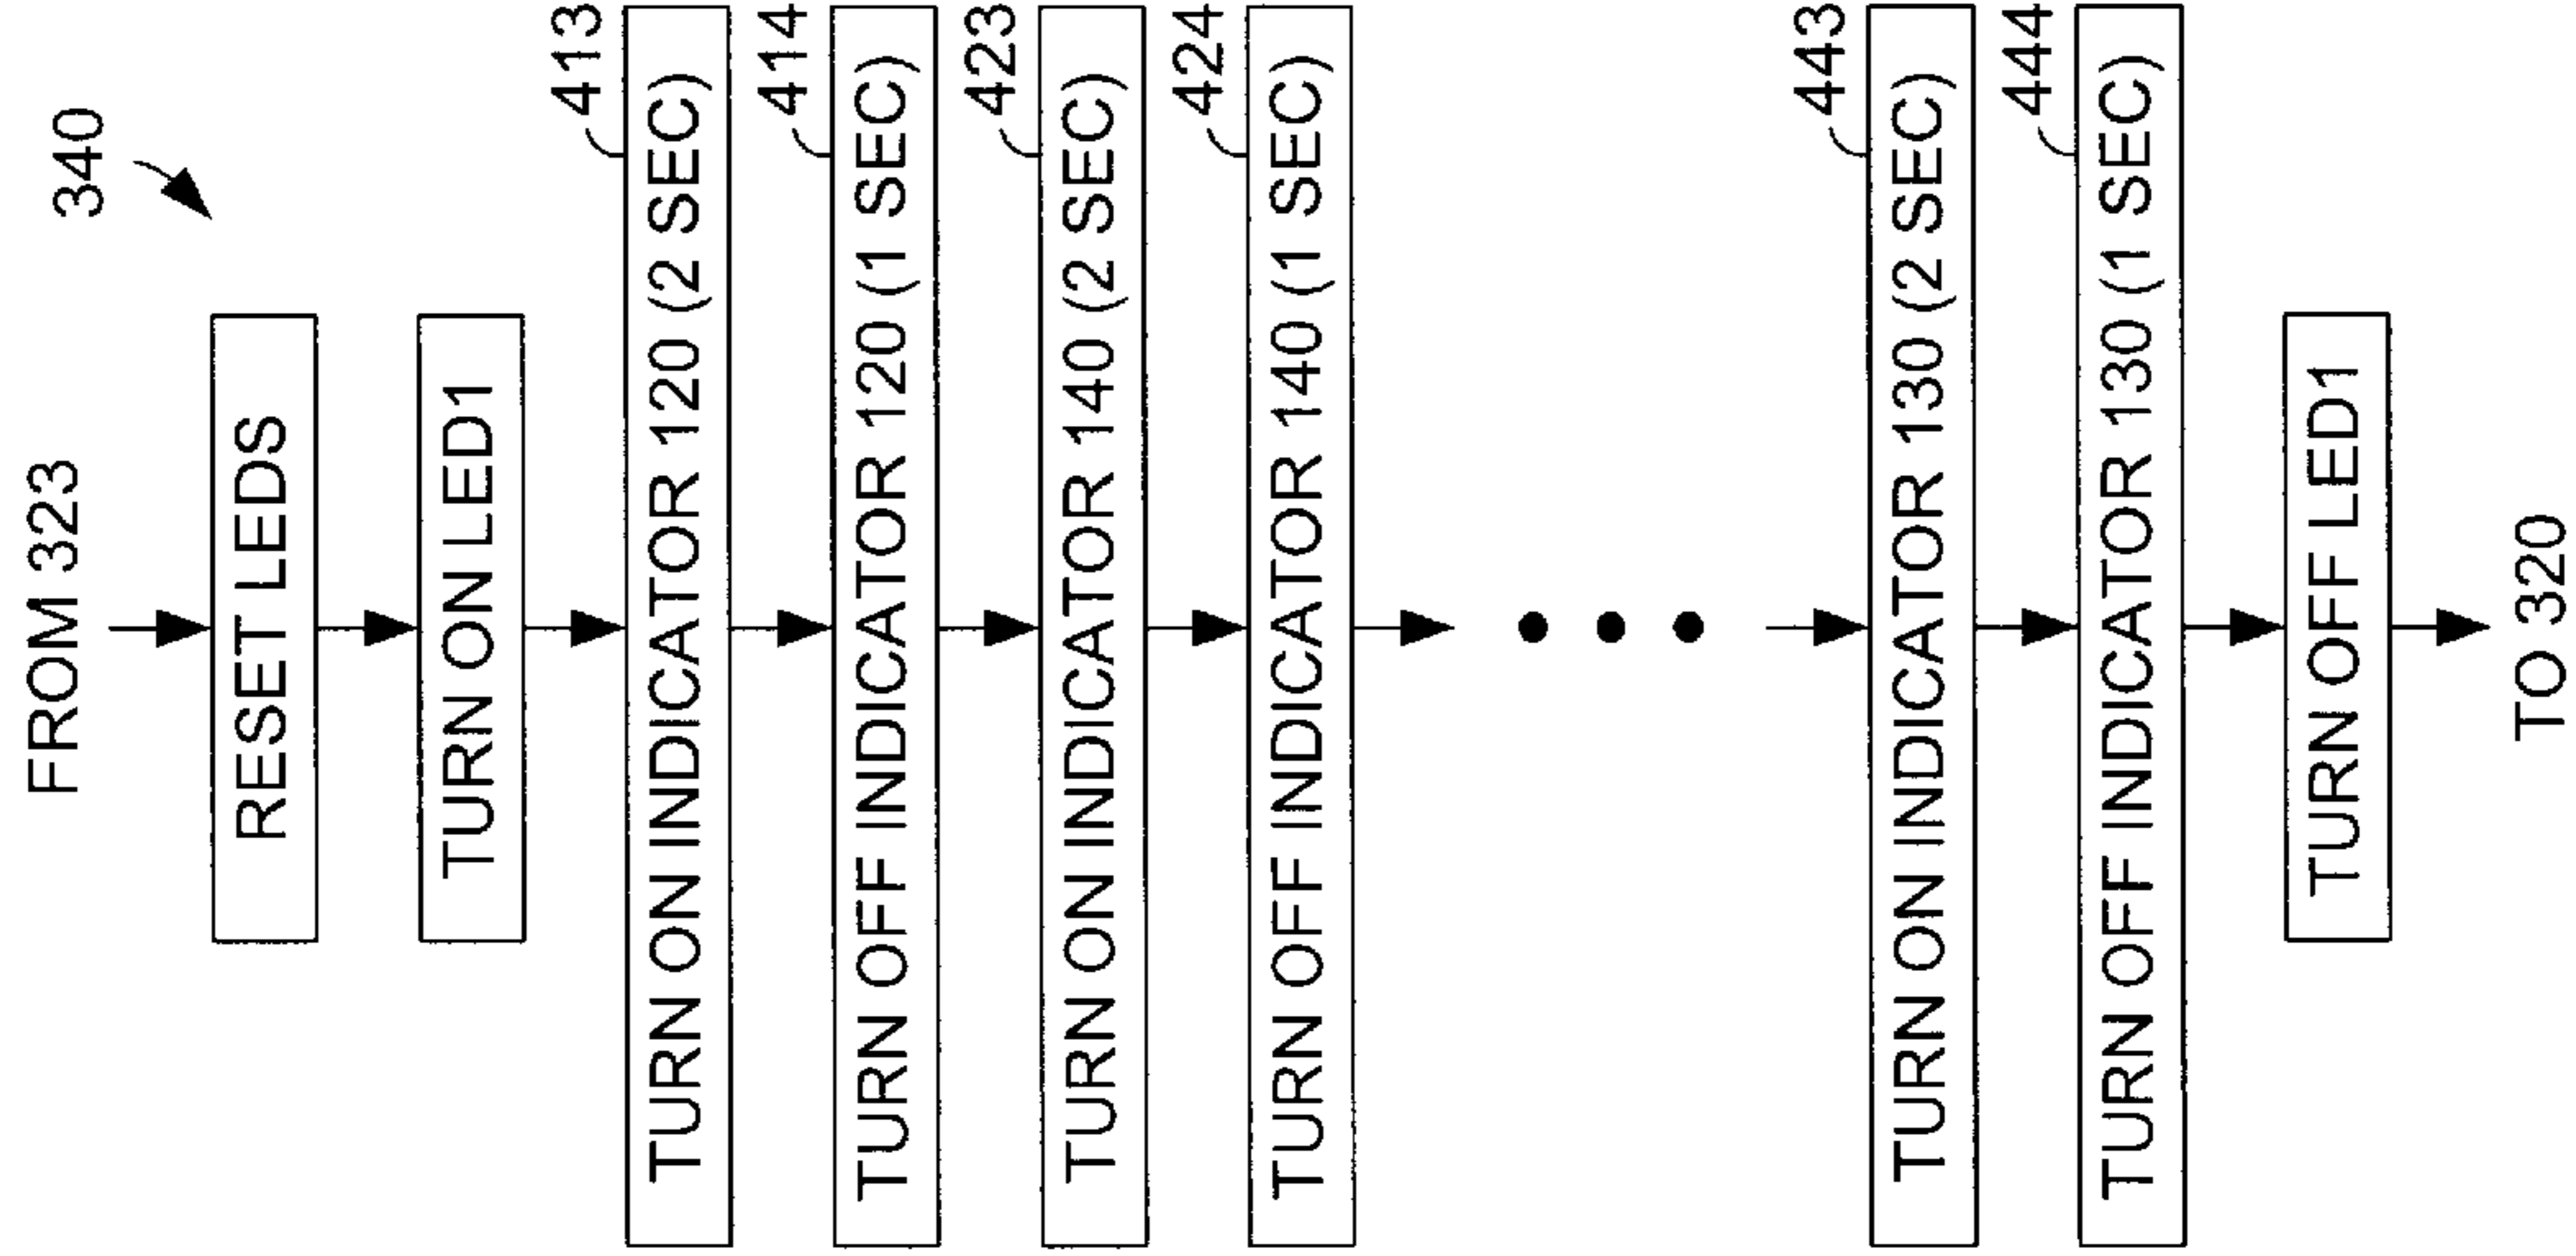 340
FROM 323
RESET LEDS
TURN ON LED1
413
TURN ON INDICATOR 120 (2 SEC)
414
TURN OFF INDICATOR 120 (1 SEC)
423
TURN ON INDICATOR 140 (2 SEC)
424
TURN OFF INDICATOR 140 (1 SEC)
443
TURN ON INDICATOR 130 (2 SEC)
444
TURN OFF INDICATOR 130 (1 SEC)
TURN OFF LED1
TO 320